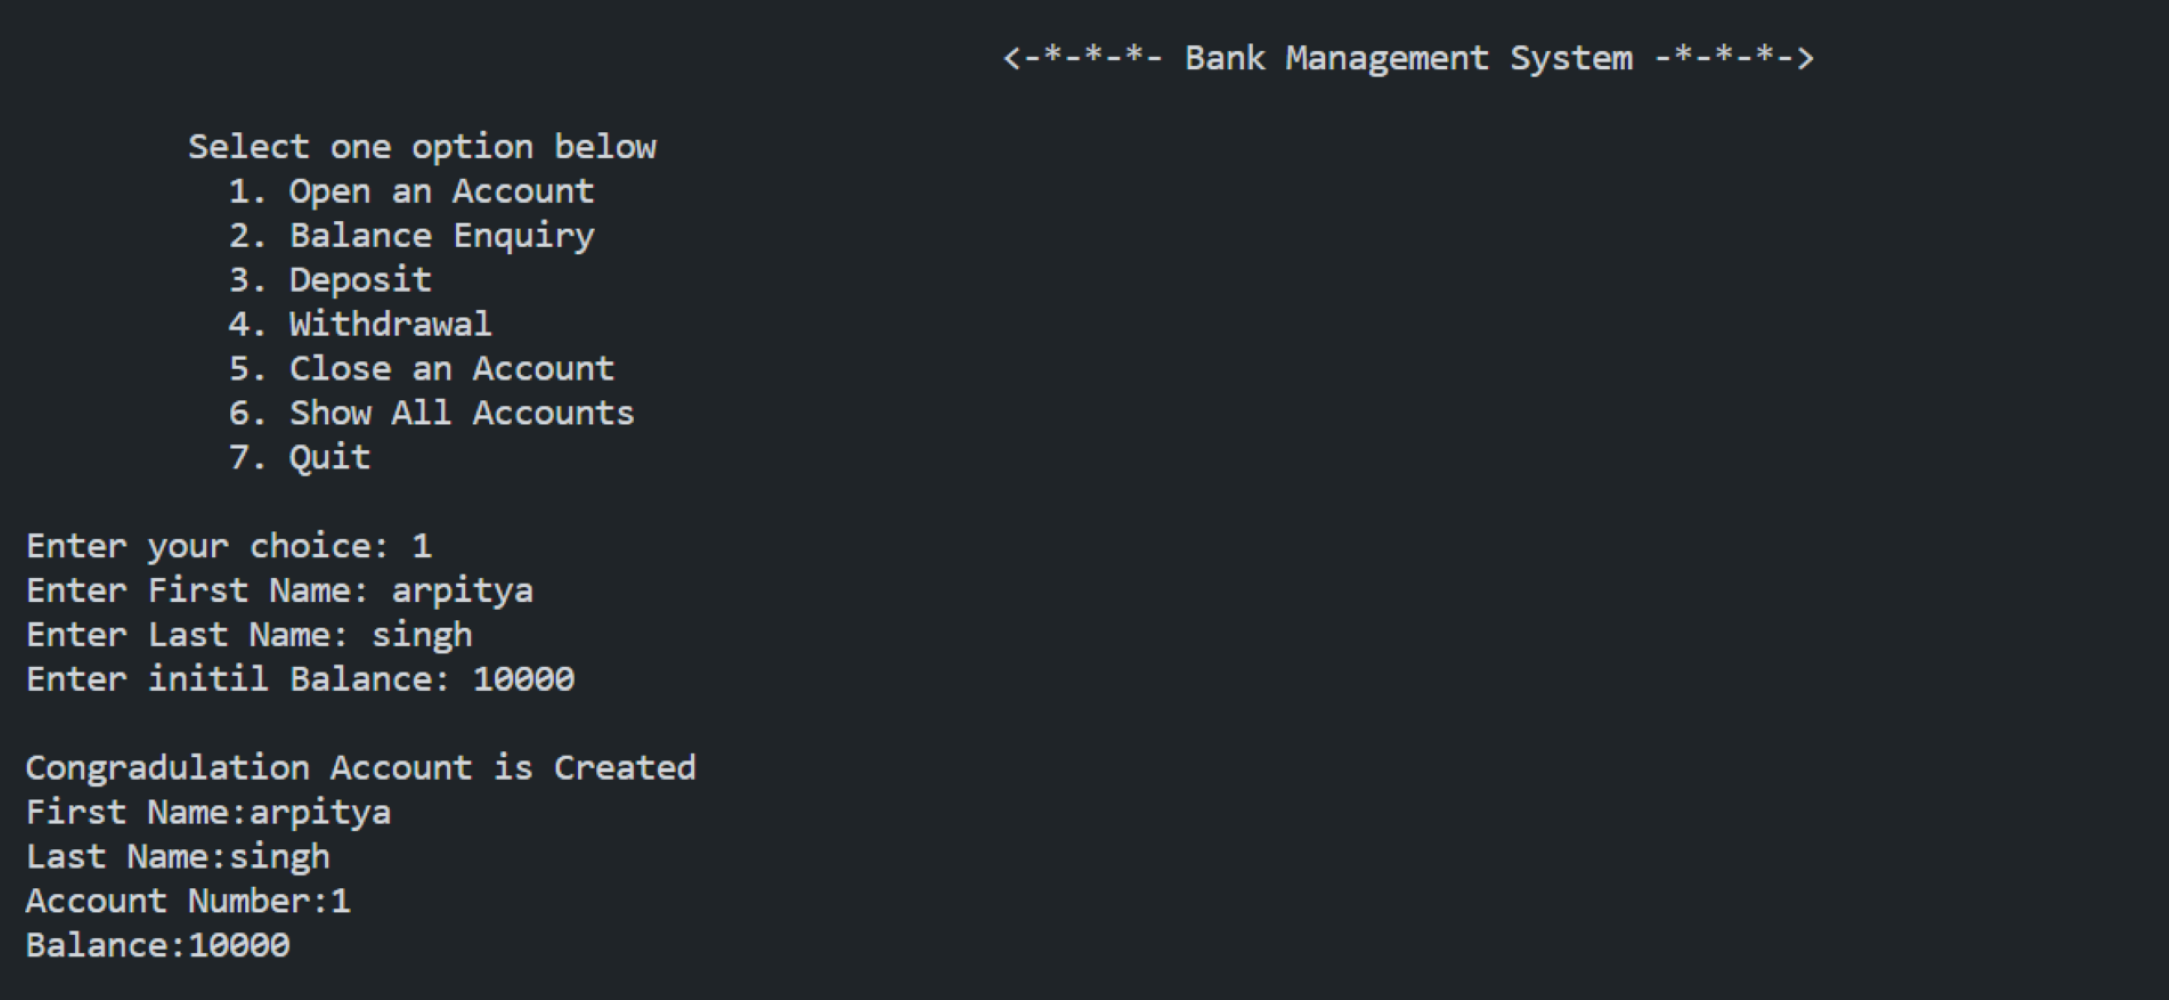 <-*-*-*- Bank Management System -*-*-*->
Select one option below
1. Open an Account
2. Balance Enquiry
3. Deposit
4. Withdrawal
5. Close an Account
6. Show All Accounts
7. Quit
Enter your choice: 1
Enter First Name: arpitya
Enter Last Name: singh
Enter initil Balance: 10000
Congradulation Account is Created
First Name:arpitya
Last Name:singh
Account Number:1
Balance:10000